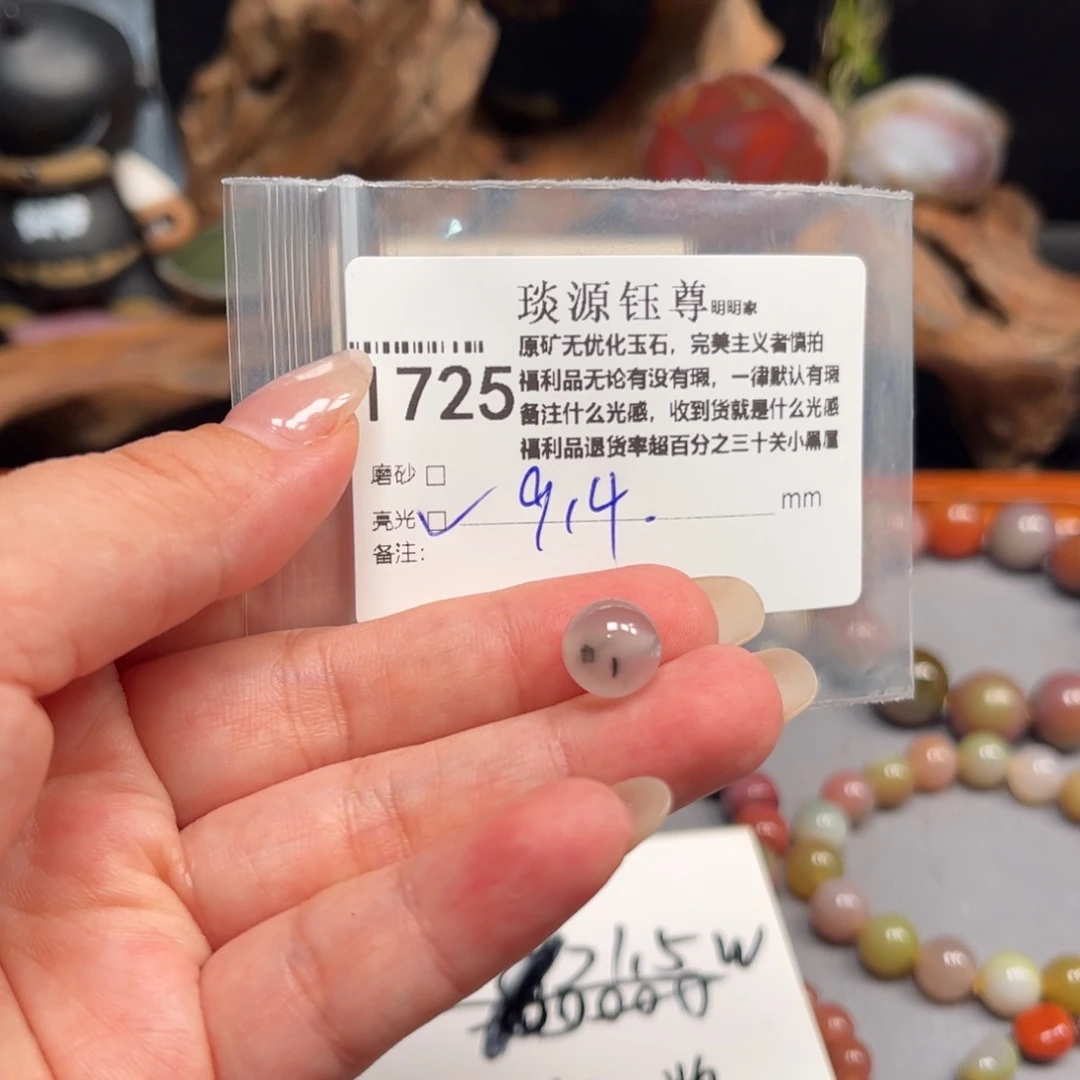 琰源钰尊明明家
原矿无优化玉石，完美主义者慎拍
1725
福利品无论有没有瑕，一律默认有瑕
备注什么光感，收到货就是什么光感
福利品退货率超百分之三十关小黑屋
磨砂 □
亮光 □ ✓ 9.4. mm
备注：
21.5W
00000